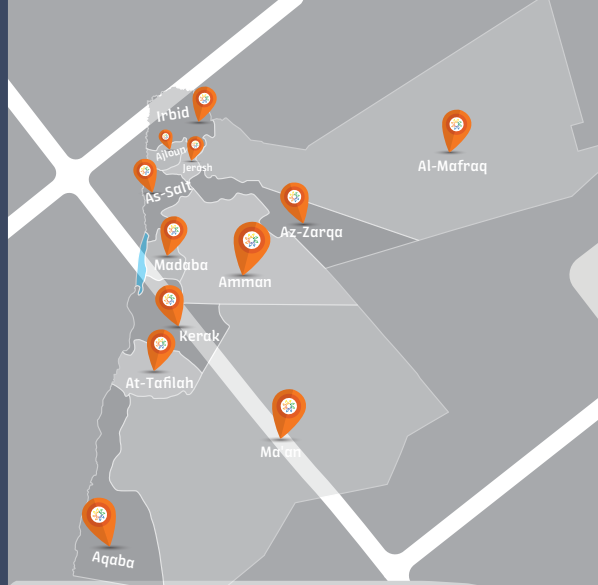 Irbid
Ajloun
Jerash
Al-Mafraq
As-Salt
Az-Zarqa
Madaba
Amman
Kerak
At-Tafilah
Ma'an
Aqaba